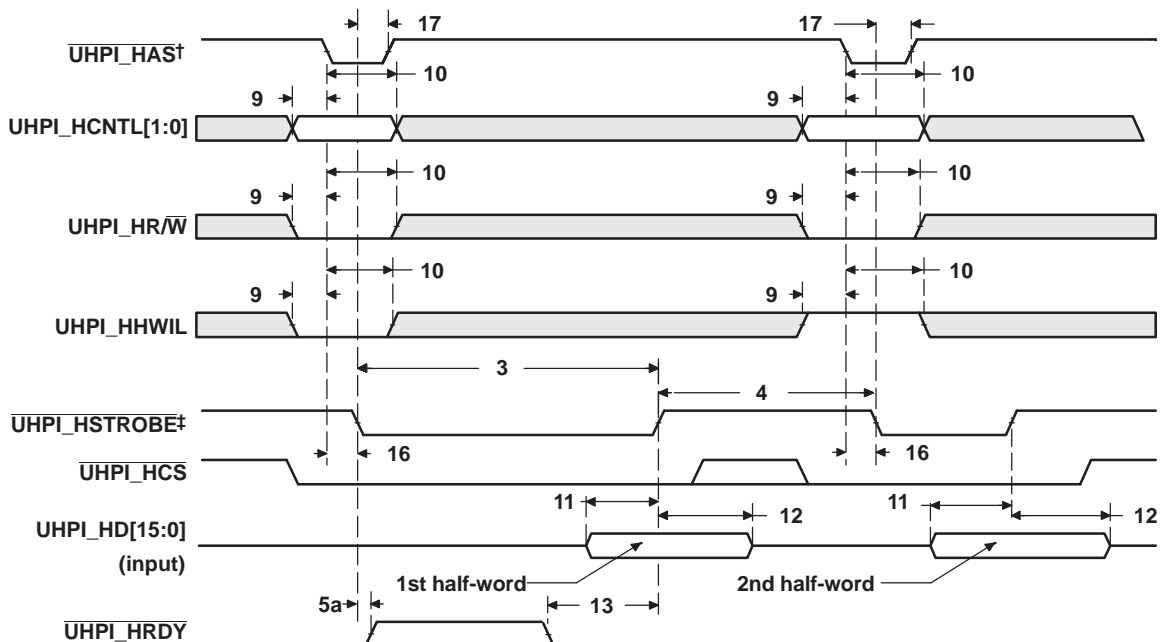 17 17
UHPI_HAS†
10 10
9 9
UHPI_HCNTL[1:0]
10 10
9 9
UHPI_HR/W
10 10
9 9
UHPI_HHWIL
3
4
UHPI_HSTROBE‡
16 16
UHPI_HCS
11 11
12 12
UHPI_HD[15:0]
(input)
1st half-word 2nd half-word
5a 13
UHPI_HRDY